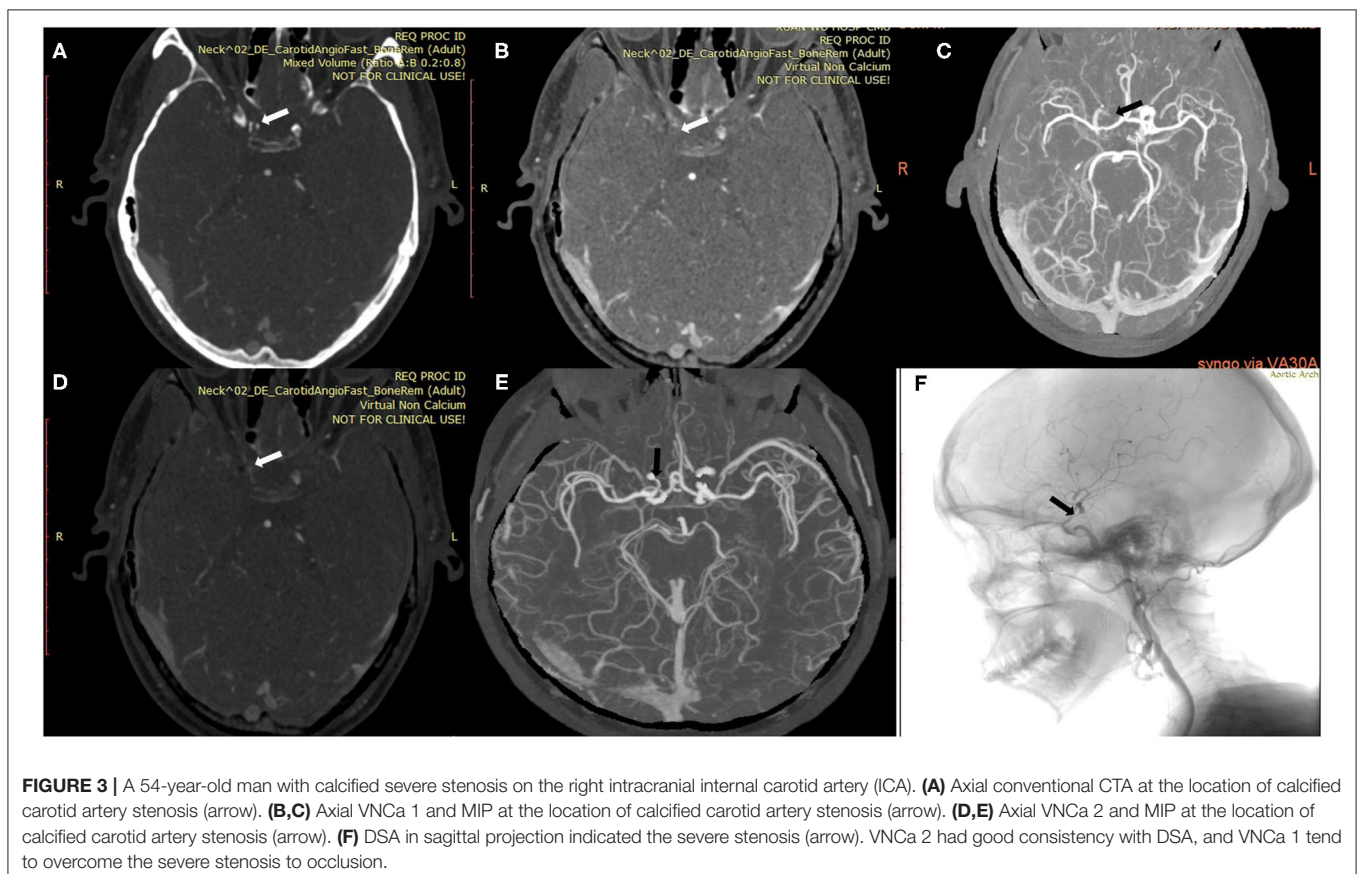 A
REQ PROC ID
Neck^02_DE_CarotidAngioFast_BoneRem (Adult)
Mixed Volume (Ratio A:B 0.2:0.8)
NOT FOR CLINICAL USE!
R
L
B
REQ PROC ID
Neck^02_DE_CarotidAngioFast_BoneRem (Adult)
Virtual Non Calcium
NOT FOR CLINICAL USE!
R
L
C
R
L
syngo via VA30A
D
REQ PROC ID
Neck^02_DE_CarotidAngioFast_BoneRem (Adult)
Virtual Non Calcium
NOT FOR CLINICAL USE!
R
L
E
F
Aortic Arch
FIGURE 3 | A 54-year-old man with calcified severe stenosis on the right intracranial internal carotid artery (ICA). (A) Axial conventional CTA at the location of calcified
carotid artery stenosis (arrow). (B,C) Axial VNCa 1 and MIP at the location of calcified carotid artery stenosis (arrow). (D,E) Axial VNCa 2 and MIP at the location of
calcified carotid artery stenosis (arrow). (F) DSA in sagittal projection indicated the severe stenosis (arrow). VNCa 2 had good consistency with DSA, and VNCa 1 tend
to overcome the severe stenosis to occlusion.